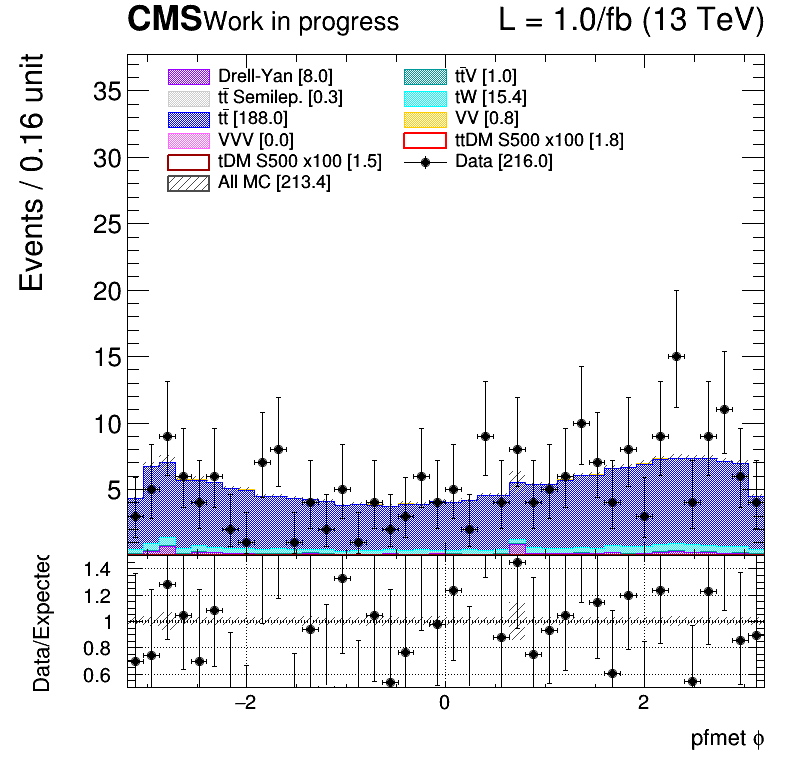 CMS Work in progress L = 1.0/fb (13 TeV)
Events / 0.16 unit
35
30
25
20
15
10
5
Drell-Yan [8.0] tt̄V [1.0]
tt̄ Semilep. [0.3] tW [15.4]
tt̄ [188.0] VV [0.8]
VVV [0.0] ttDM S500 x100 [1.8]
tDM S500 x100 [1.5] Data [216.0]
All MC [213.4]
Data/Expected
1.4
1.2
1
0.8
0.6
−2 0 2
pfmet ϕ